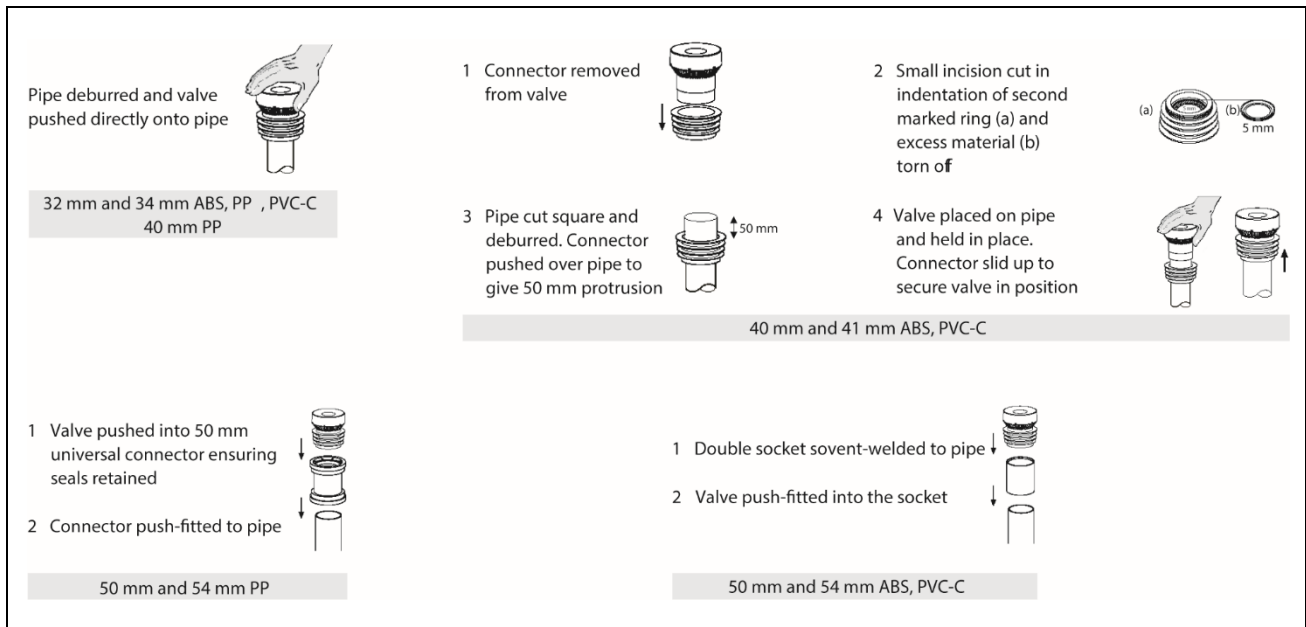 Pipe deburred and valve
pushed directly onto pipe
32 mm and 34 mm ABS, PP , PVC-C
40 mm PP
1 Connector removed
from valve
2 Small incision cut in
indentation of second
marked ring (a) and
excess material (b)
torn off
(a)
(b)
5 mm
3 Pipe cut square and
deburred. Connector
pushed over pipe to
give 50 mm protrusion
50 mm
4 Valve placed on pipe
and held in place.
Connector slid up to
secure valve in position
40 mm and 41 mm ABS, PVC-C
1 Valve pushed into 50 mm
universal connector ensuring
seals retained
2 Connector push-fitted to pipe
50 mm and 54 mm PP
1 Double socket sovent-welded to pipe
2 Valve push-fitted into the socket
50 mm and 54 mm ABS, PVC-C